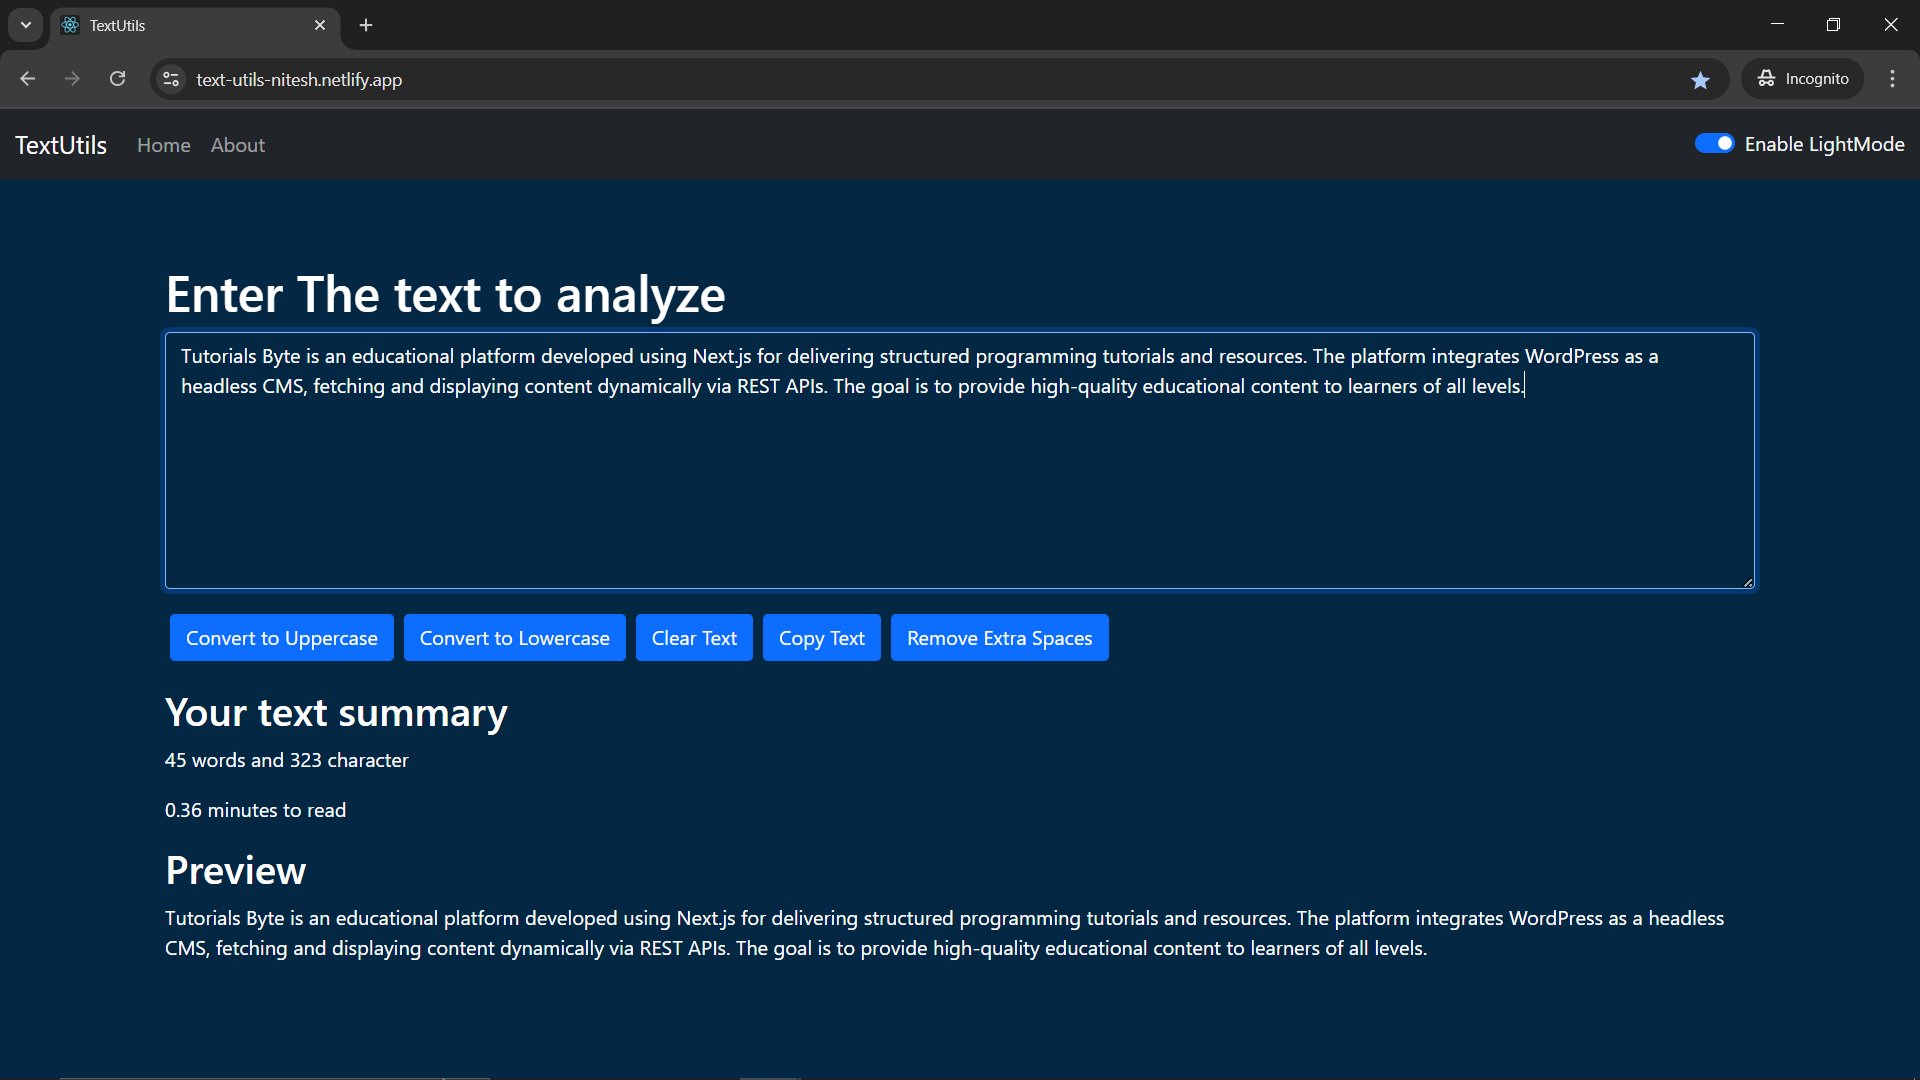 TextUtils
text-utils-nitesh.netlify.app
Incognito
TextUtils Home About Enable LightMode
Enter The text to analyze
Tutorials Byte is an educational platform developed using Next.js for delivering structured programming tutorials and resources. The platform integrates WordPress as a
headless CMS, fetching and displaying content dynamically via REST APIs. The goal is to provide high-quality educational content to learners of all levels.
Convert to Uppercase Convert to Lowercase Clear Text Copy Text Remove Extra Spaces
Your text summary
45 words and 323 character
0.36 minutes to read
Preview
Tutorials Byte is an educational platform developed using Next.js for delivering structured programming tutorials and resources. The platform integrates WordPress as a headless
CMS, fetching and displaying content dynamically via REST APIs. The goal is to provide high-quality educational content to learners of all levels.